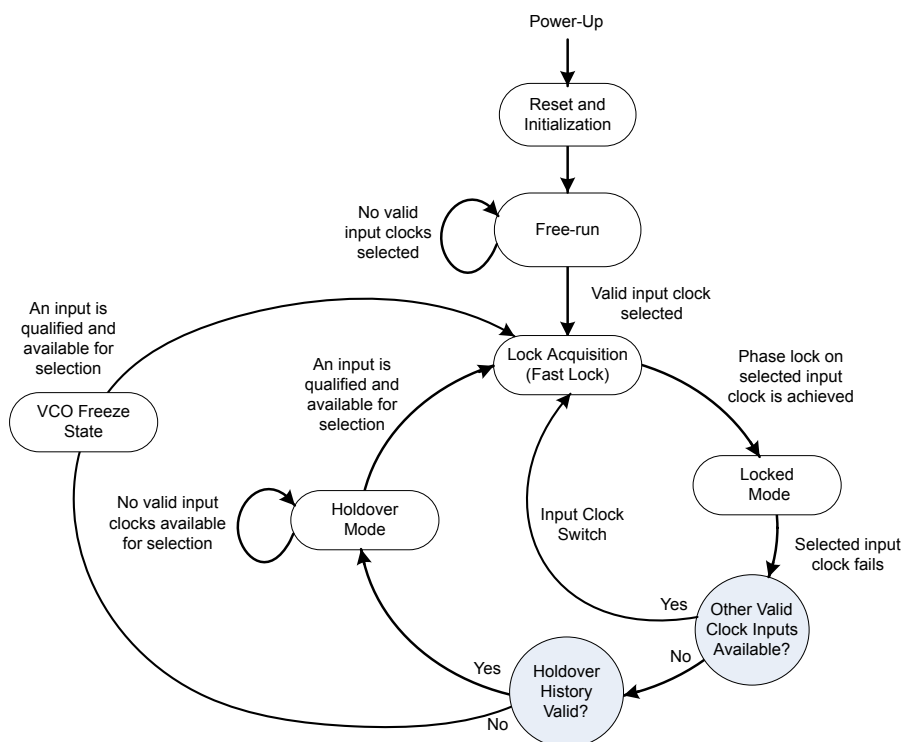 Power-Up
Reset and
Initialization
No valid
input clocks
selected
Free-run
Valid input clock
selected
An input is
qualified and
available for
selection
Lock Acquisition
(Fast Lock)
An input is
qualified and
available for
selection
Phase lock on
selected input
clock is achieved
VCO Freeze
State
Locked
Mode
No valid input
clocks available
for selection
Holdover
Mode
Input Clock
Switch
Selected input
clock fails
Yes
Other Valid
Clock Inputs
Available?
No
Yes
Holdover
History
Valid?
No